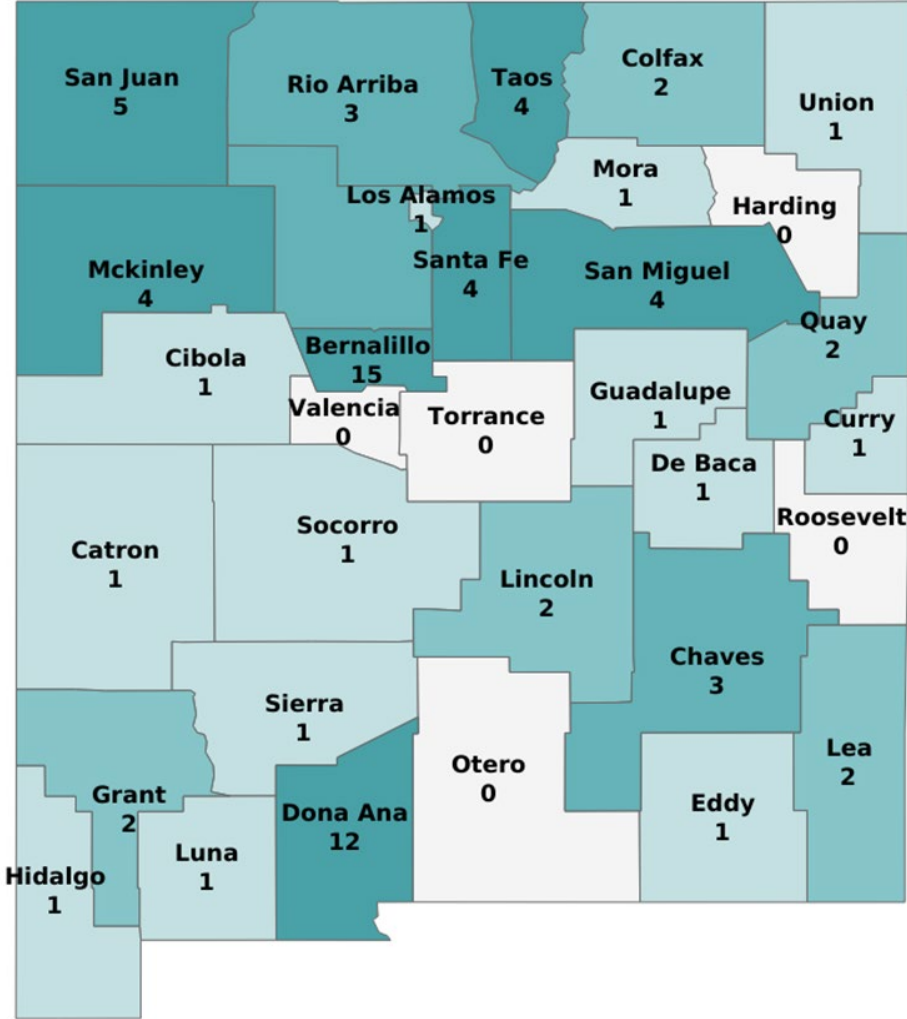 San Juan
5
Rio Arriba
3
Taos
4
Colfax
2
Union
1
Los Alamos
1
Mora
1
Harding
0
Mckinley
4
Santa Fe
4
San Miguel
4
Quay
2
Cibola
1
Bernalillo
15
Valencia
0
Torrance
0
Guadalupe
1
Curry
1
De Baca
1
Roosevelt
0
Catron
1
Socorro
1
Lincoln
2
Chaves
3
Sierra
1
Otero
0
Lea
2
Grant
2
Dona Ana
12
Eddy
1
Luna
1
Hidalgo
1